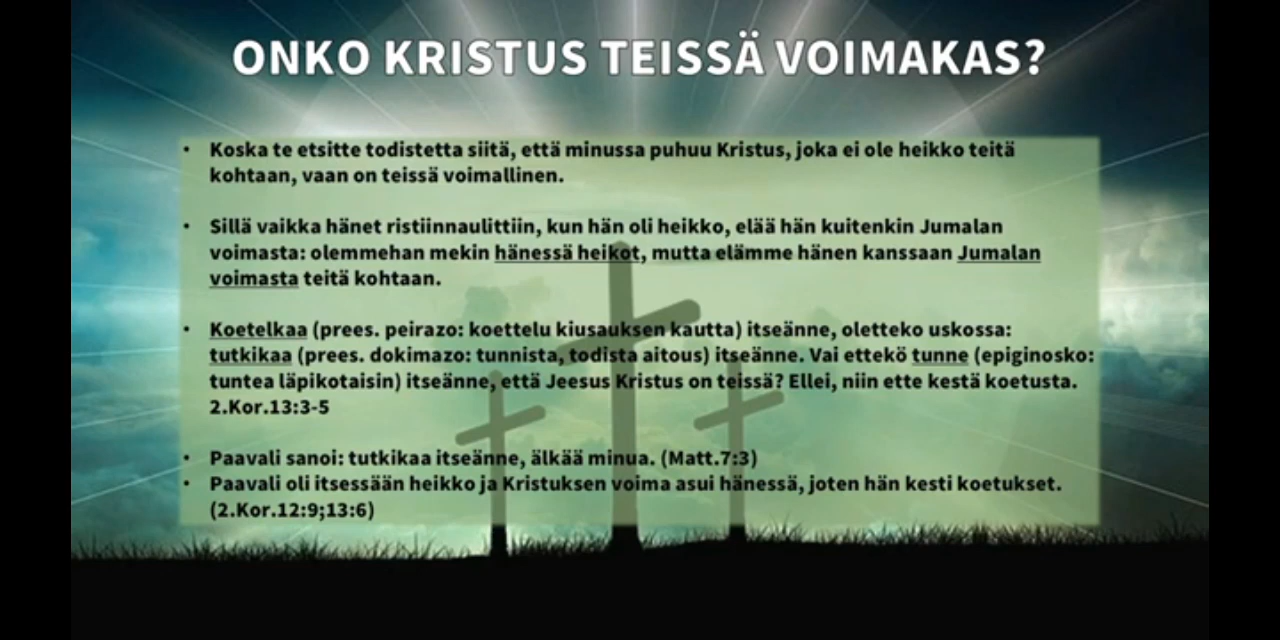 ONKO KRISTUS TEISSÄ VOIMAKAS?
• Koska te etsitte todistetta siitä, että minussa puhuu Kristus, joka ei ole heikko teitä
kohtaan, vaan on teissä voimallinen.
• Sillä vaikka hänet ristiinnaulittiin, kun hän oli heikko, elää hän kuitenkin Jumalan
voimasta: olemmehan mekin hänessä heikot, mutta elämme hänen kanssaan Jumalan
voimasta teitä kohtaan.
• Koetelkaa (prees. peirazo: koettelu kiusauksen kautta) itseänne, oletteko uskossa:
tutkikaa (prees. dokimazo: tunnista, todista aitous) itseänne. Vai ettekö tunne (epiginosko:
tuntea läpikotaisin) itseänne, että Jeesus Kristus on teissä? Ellei, niin ette kestä koetusta.
2.Kor.13:3-5
• Paavali sanoi: tutkikaa itseänne, älkää minua. (Matt.7:3)
• Paavali oli itsessään heikko ja Kristuksen voima asui hänessä, joten hän kesti koetukset.
(2.Kor.12:9;13:6)